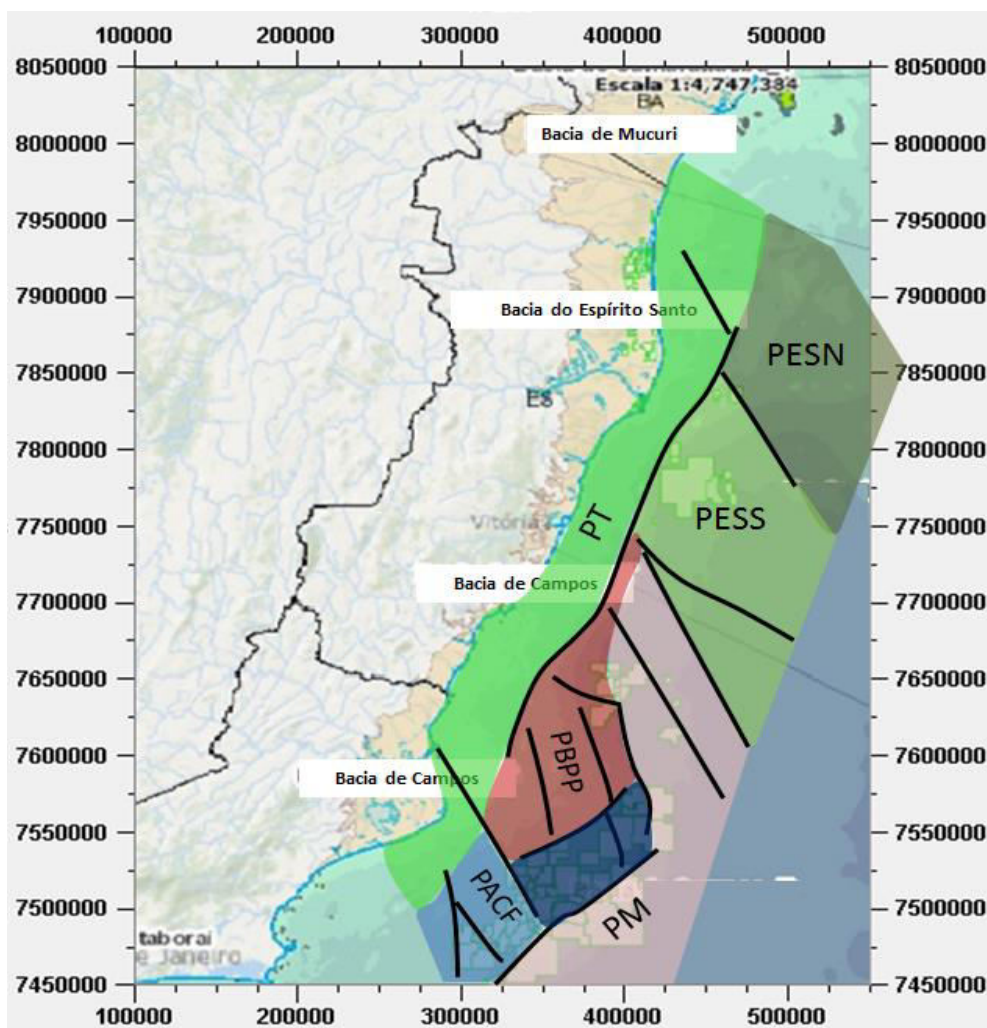 100000 200000 300000 400000 500000
8050000 8050000
Escala 1:4,747,384
BA
8000000 Bacia de Mucuri 8000000
7950000 7950000
7900000 Bacia do Espírito Santo 7900000
PESN
7850000 7850000
ES
7800000 7800000
7750000 PT PESS 7750000
Vitória
7700000 Bacia de Campos 7700000
7650000 7650000
7600000 PBPP 7600000
Bacia de Campos
7550000 7550000
7500000 PACF PM 7500000
taborai
e Janeiro
7450000 7450000
100000 200000 300000 400000 500000